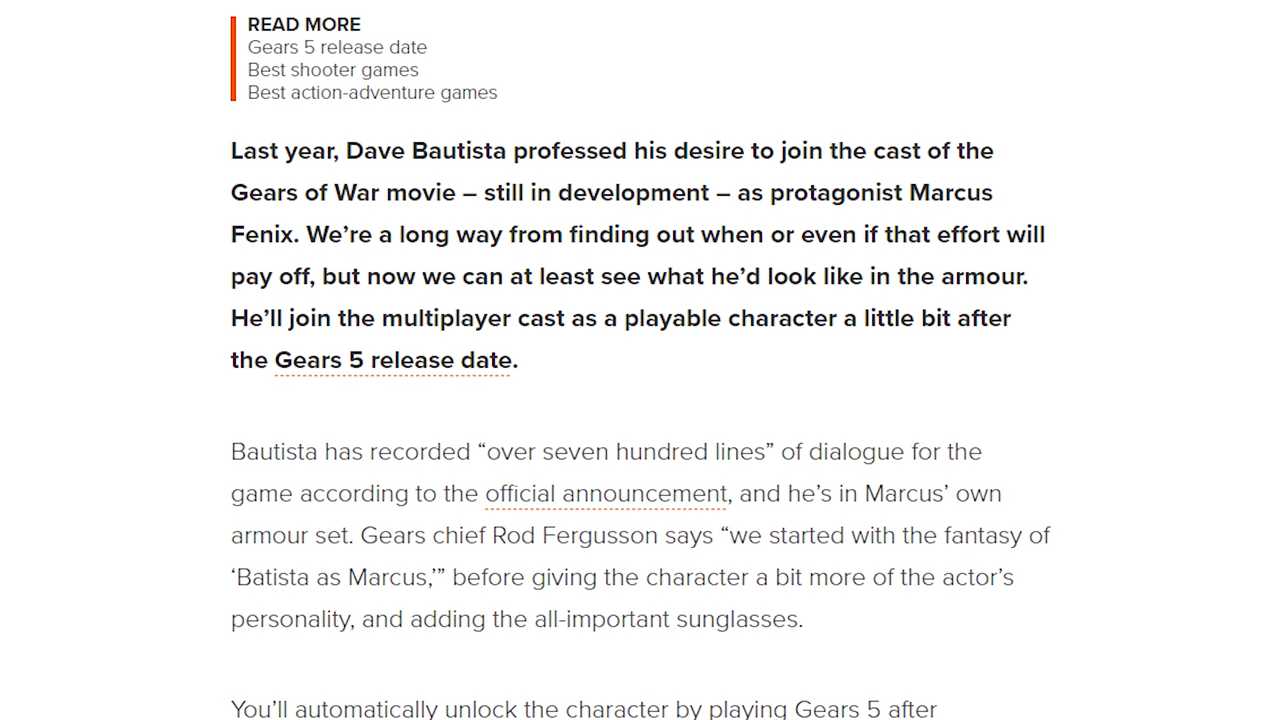 READ MORE
Gears 5 release date
Best shooter games
Best action-adventure games
Last year, Dave Bautista professed his desire to join the cast of the
Gears of War movie – still in development – as protagonist Marcus
Fenix. We’re a long way from finding out when or even if that effort will
pay off, but now we can at least see what he’d look like in the armour.
He’ll join the multiplayer cast as a playable character a little bit after
the Gears 5 release date.
Bautista has recorded “over seven hundred lines” of dialogue for the
game according to the official announcement, and he’s in Marcus’ own
armour set. Gears chief Rod Fergusson says “we started with the fantasy of
‘Batista as Marcus,’” before giving the character a bit more of the actor’s
personality, and adding the all-important sunglasses.
You’ll automatically unlock the character by playing Gears 5 after